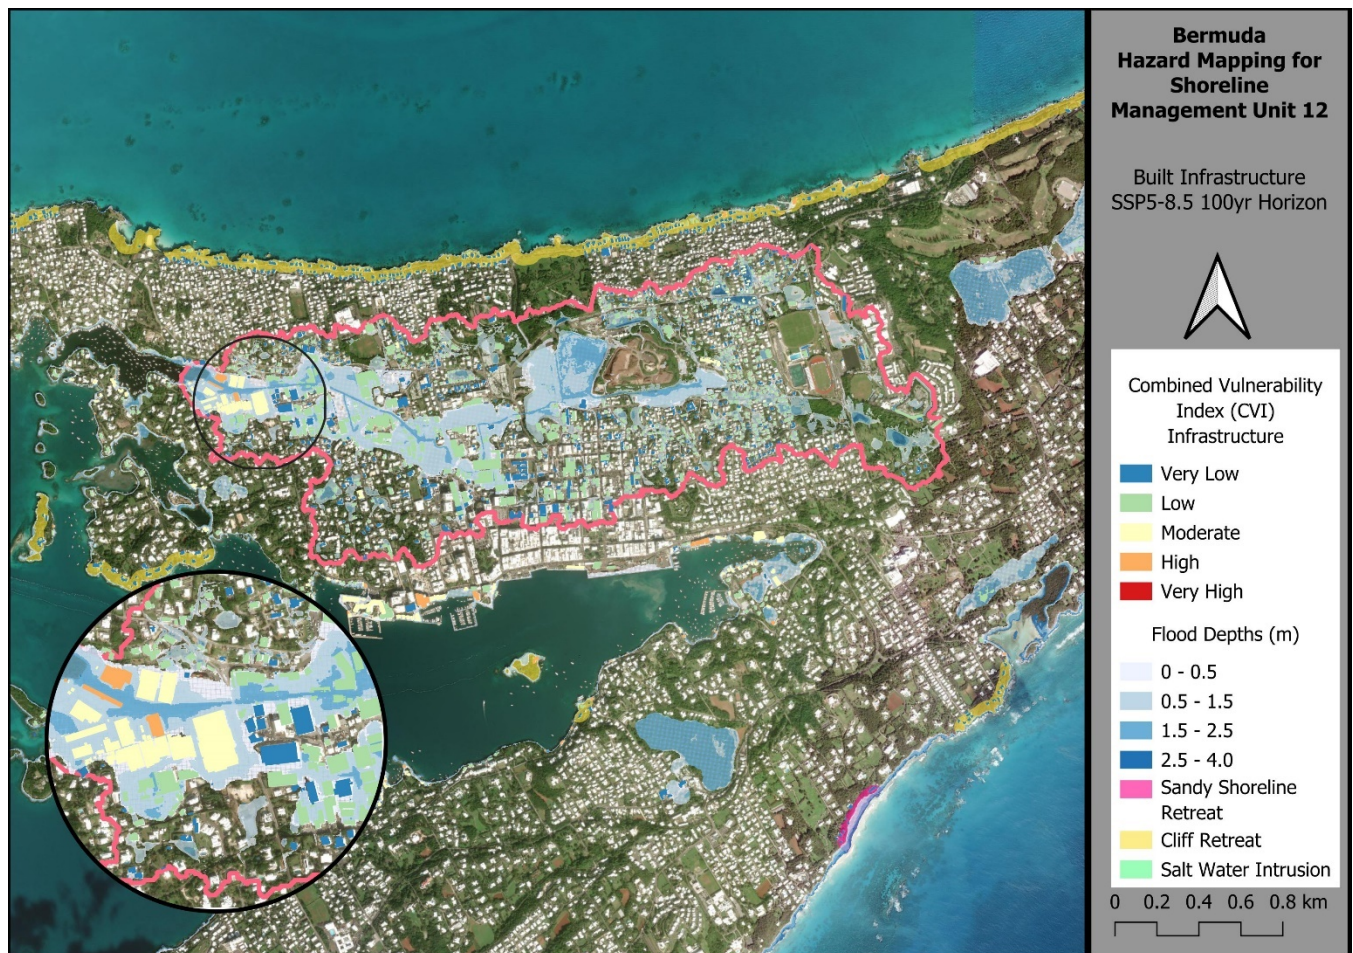 Bermuda
Hazard Mapping for
Shoreline
Management Unit 12
Built Infrastructure
SSP5-8.5 100yr Horizon
Combined Vulnerability
Index (CVI)
Infrastructure
Very Low
Low
Moderate
High
Very High
Flood Depths (m)
0 - 0.5
0.5 - 1.5
1.5 - 2.5
2.5 - 4.0
Sandy Shoreline
Retreat
Cliff Retreat
Salt Water Intrusion
0 0.2 0.4 0.6 0.8 km